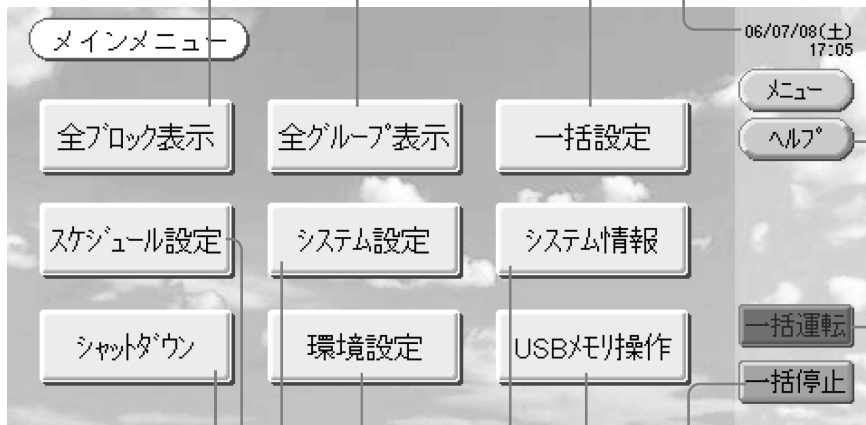 メインメニュー
06/07/08(土)
17:05
メニュー
ヘルプ
全ブロック表示
全グループ表示
一括設定
スケジュール設定
システム設定
システム情報
シャットダウン
環境設定
USBメモリ操作
一括運転
一括停止